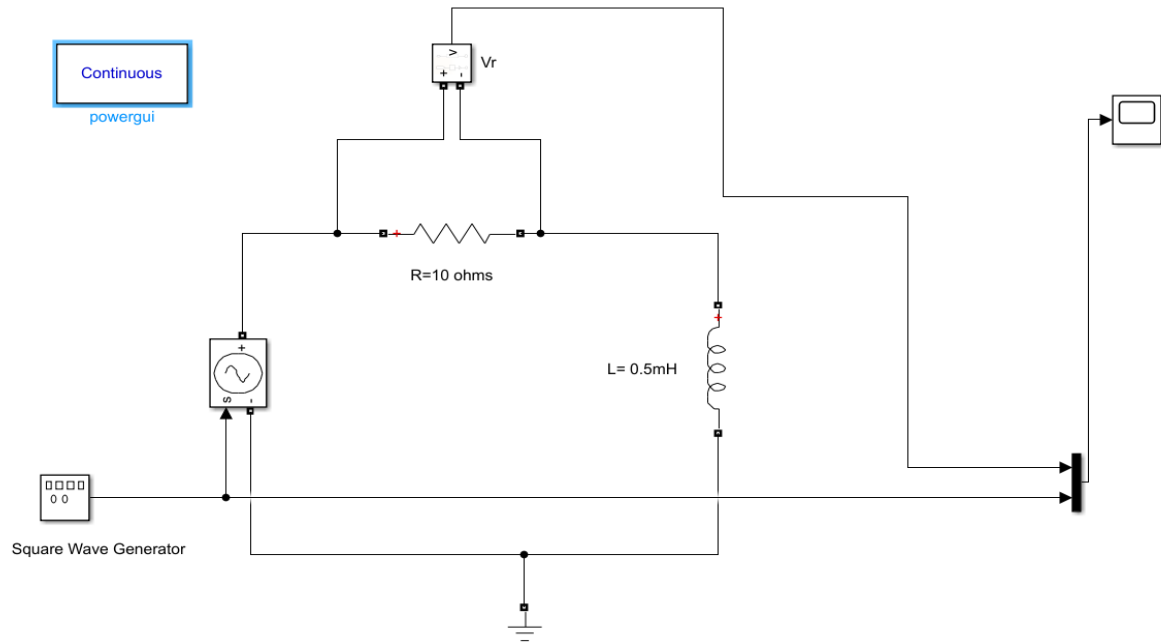 Continuous
powergui
v
+ -
Vr
+
R=10 ohms
+
s -
+
L= 0.5mH
Square Wave Generator